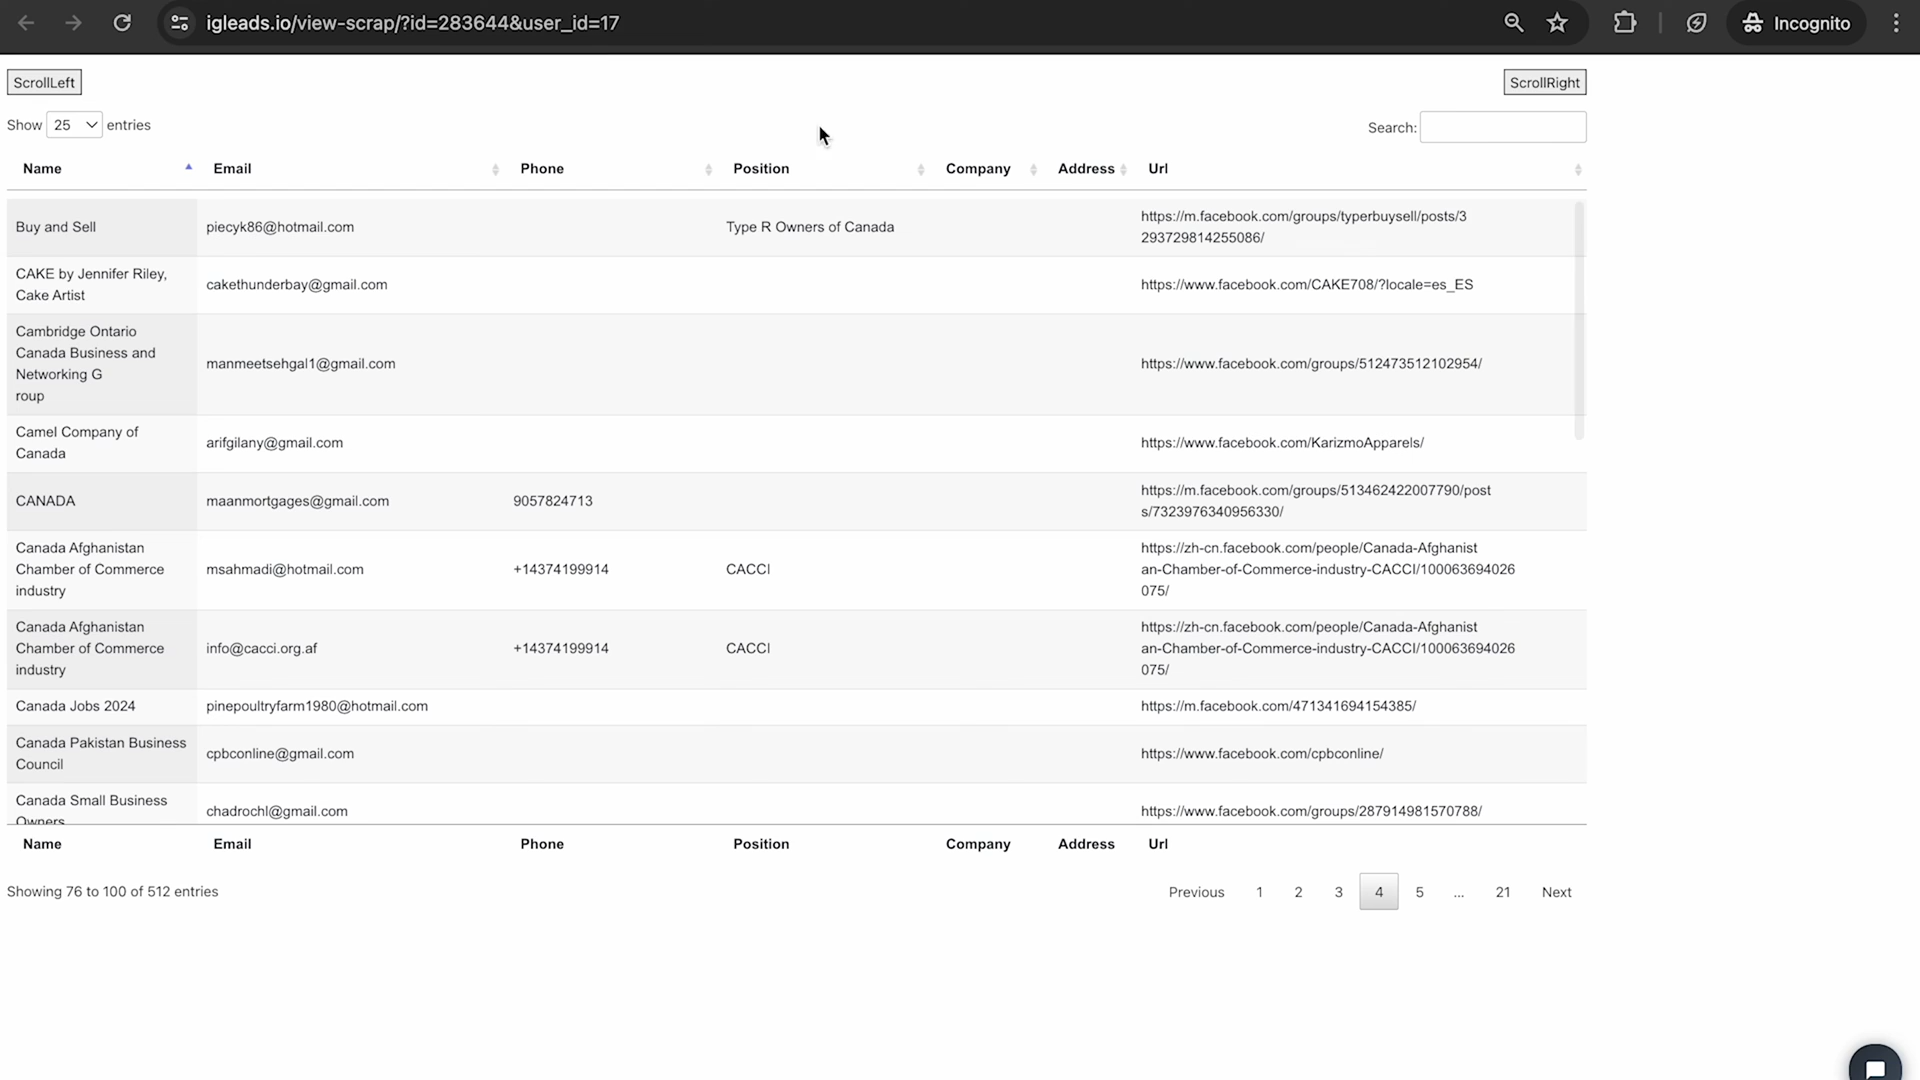 igleads.io/view-scrap/?id=283644&user_id=17
Incognito
ScrollLeft
ScrollRight
Show 25 entries
Search:
Name Email Phone Position Company Address Url
Buy and Sell piecyk86@hotmail.com Type R Owners of Canada https://m.facebook.com/groups/typerbuysell/posts/3
293729814255086/
CAKE by Jennifer Riley,
Cake Artist
cakethunderbay@gmail.com https://www.facebook.com/CAKE708/?locale=es_ES
Cambridge Ontario
Canada Business and
Networking G
roup
manmeetsehgal1@gmail.com https://www.facebook.com/groups/512473512102954/
Camel Company of
Canada
arifgilany@gmail.com https://www.facebook.com/KarizmoApparels/
CANADA maanmortgages@gmail.com 9057824713 https://m.facebook.com/groups/513462422007790/post
s/7323976340956330/
Canada Afghanistan
Chamber of Commerce
industry
msahmadi@hotmail.com +14374199914 CACCI
https://zh-cn.facebook.com/people/Canada-Afghanist
an-Chamber-of-Commerce-industry-CACCI/100063694026
075/
Canada Afghanistan
Chamber of Commerce
industry
info@cacci.org.af +14374199914 CACCI
https://zh-cn.facebook.com/people/Canada-Afghanist
an-Chamber-of-Commerce-industry-CACCI/100063694026
075/
Canada Jobs 2024 pinepoultryfarm1980@hotmail.com https://m.facebook.com/471341694154385/
Canada Pakistan Business
Council
cpbconline@gmail.com https://www.facebook.com/cpbconline/
Canada Small Business
Owners
chadrochl@gmail.com https://www.facebook.com/groups/287914981570788/
Name Email Phone Position Company Address Url
Showing 76 to 100 of 512 entries
Previous 1 2 3 4 5 ... 21 Next